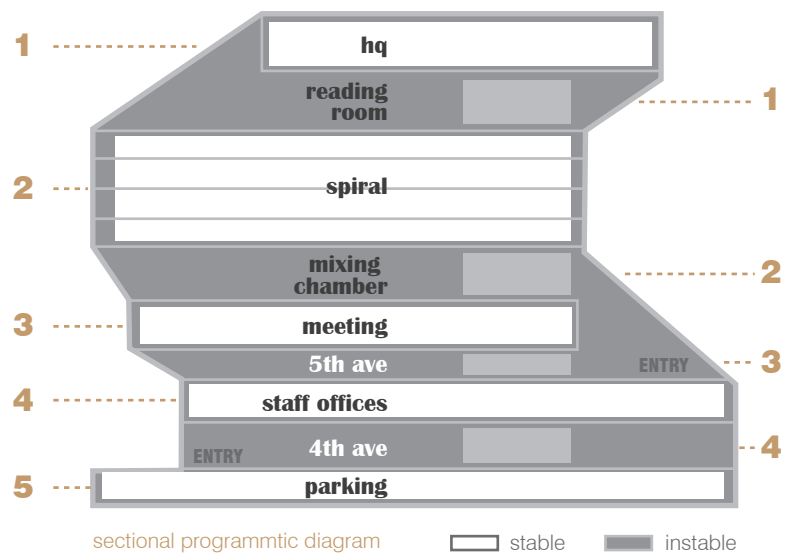 1
hq
reading
room
1
2
spiral
mixing
chamber
2
3
meeting
5th ave
ENTRY
3
4
staff offices
ENTRY
4th ave
4
5
parking
sectional programmtic diagram
stable
instable